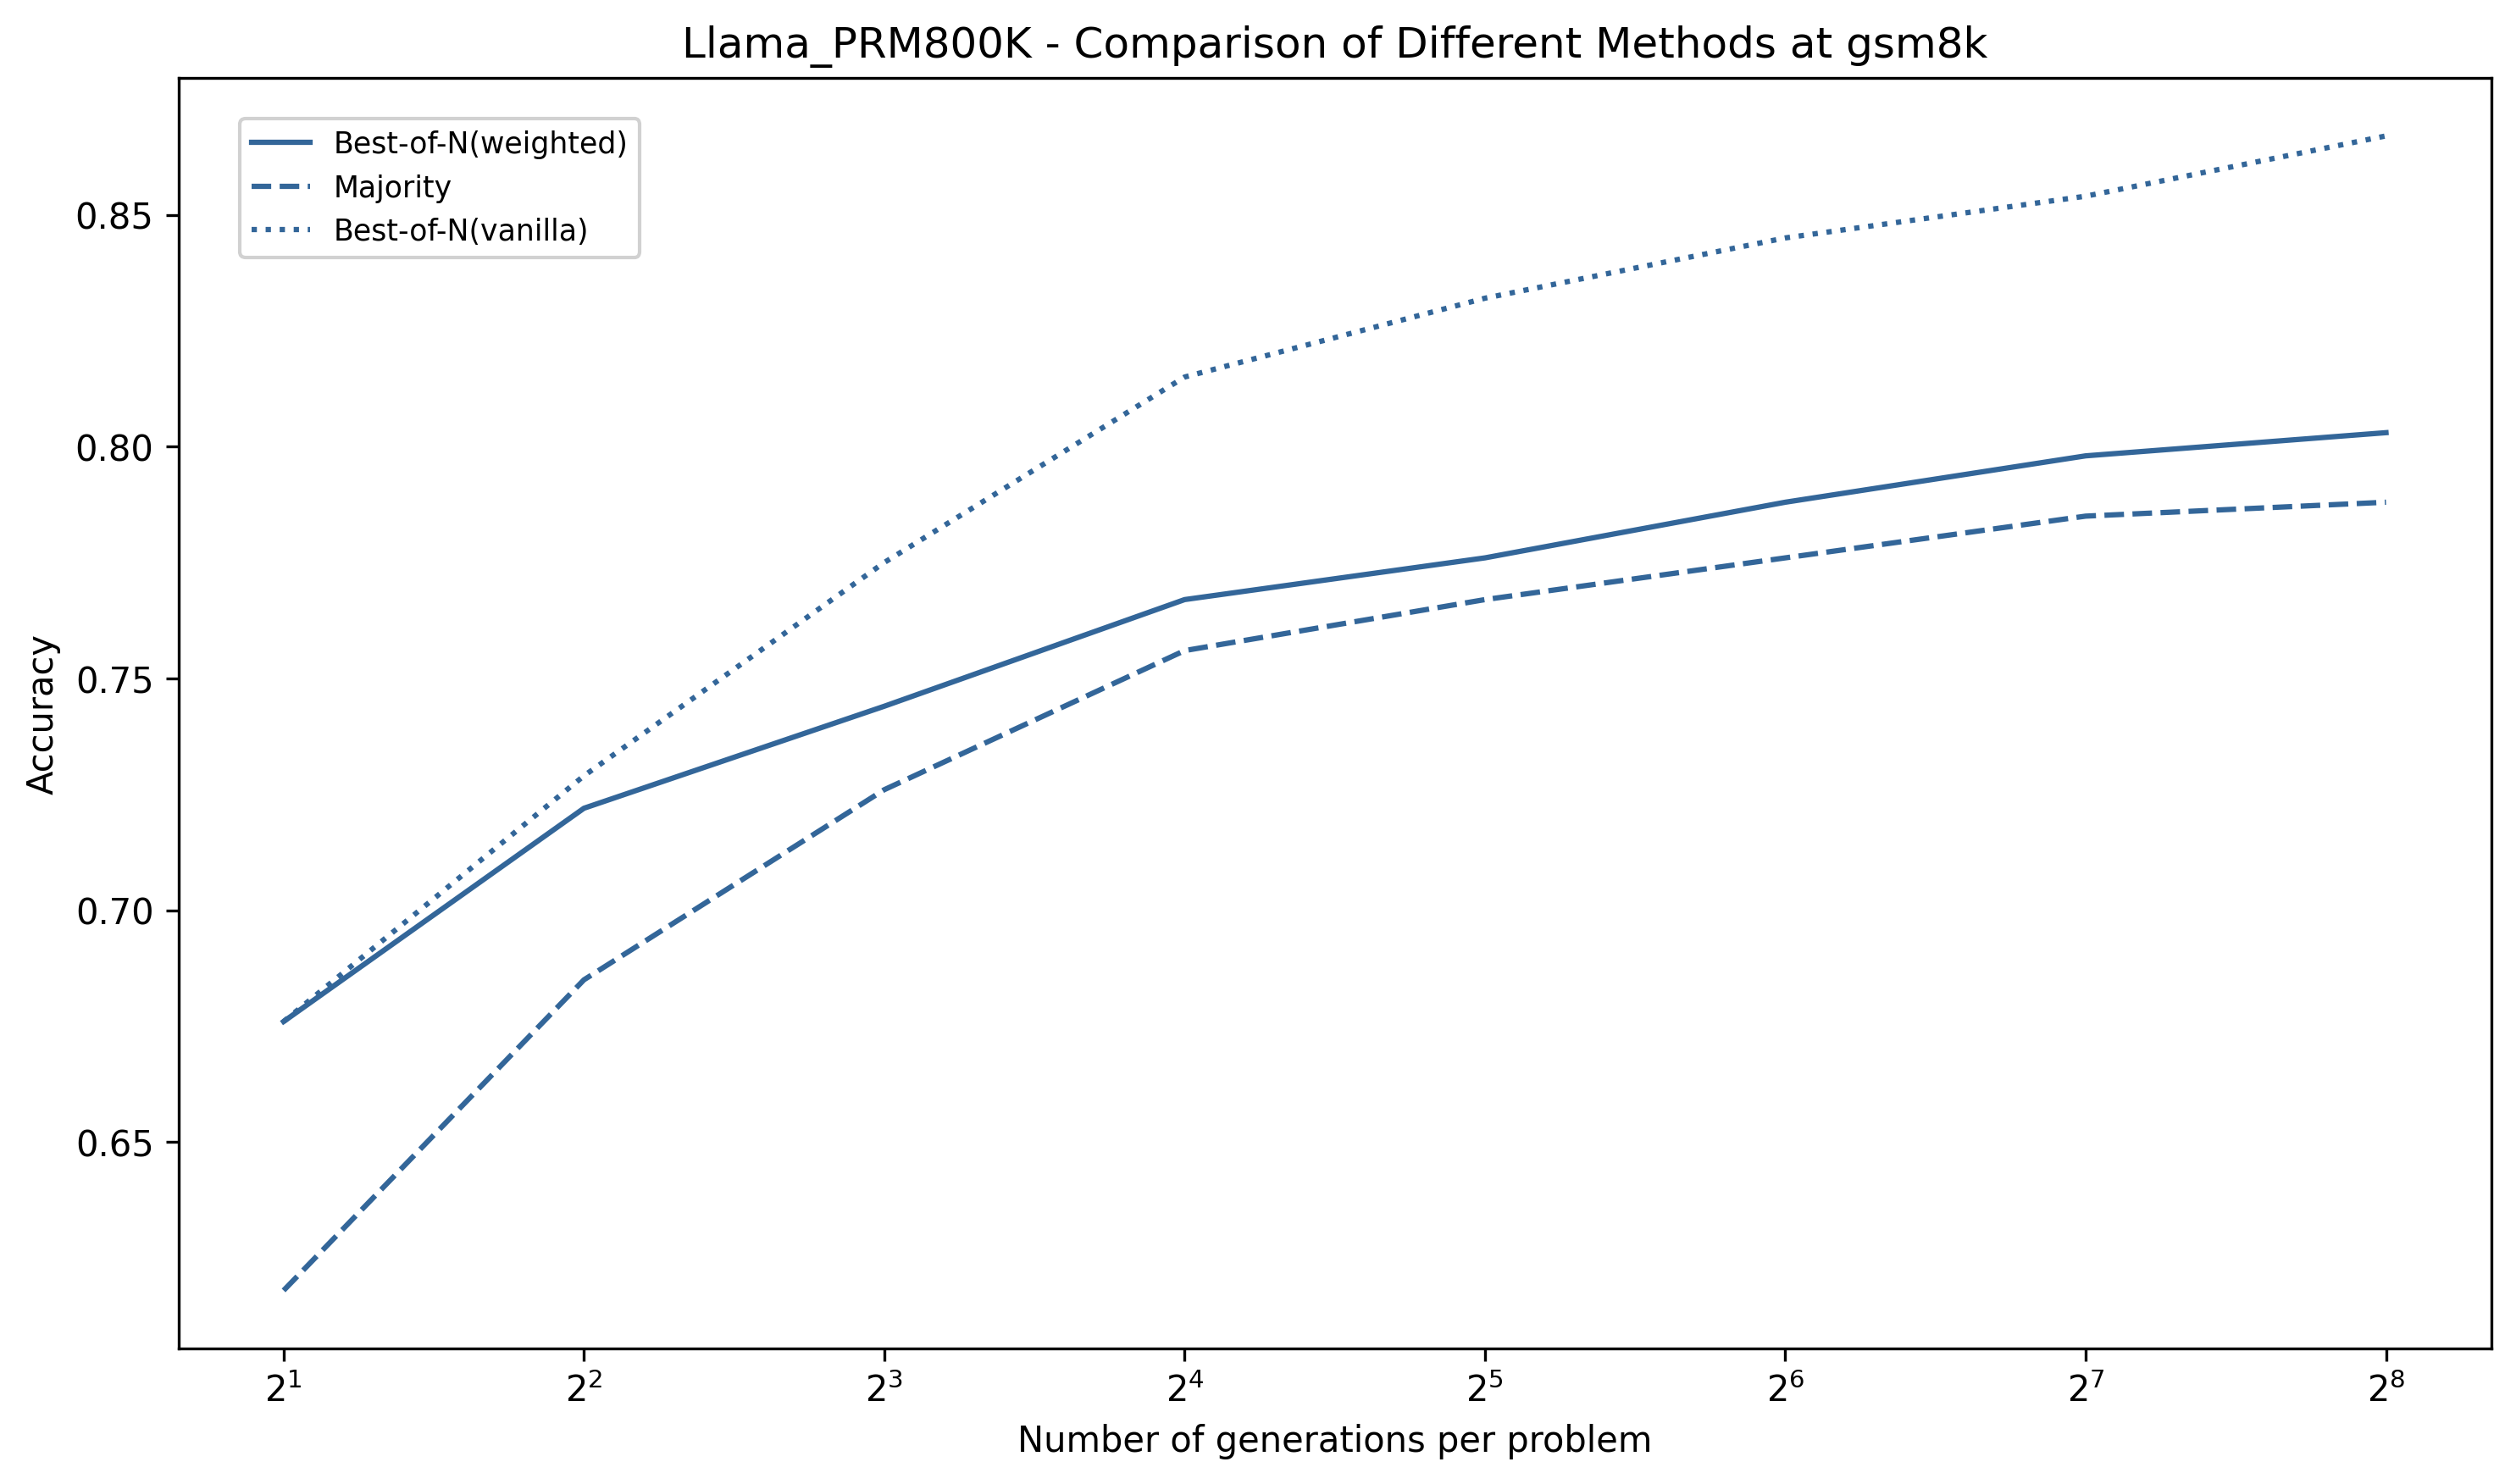 Llama_PRM800K - Comparison of Different Methods at gsm8k
Best-of-N(weighted)
Majority
Best-of-N(vanilla)
Accuracy
0.85
0.80
0.75
0.70
0.65
2¹ 2² 2³ 2⁴ 2⁵ 2⁶ 2⁷ 2⁸
Number of generations per problem